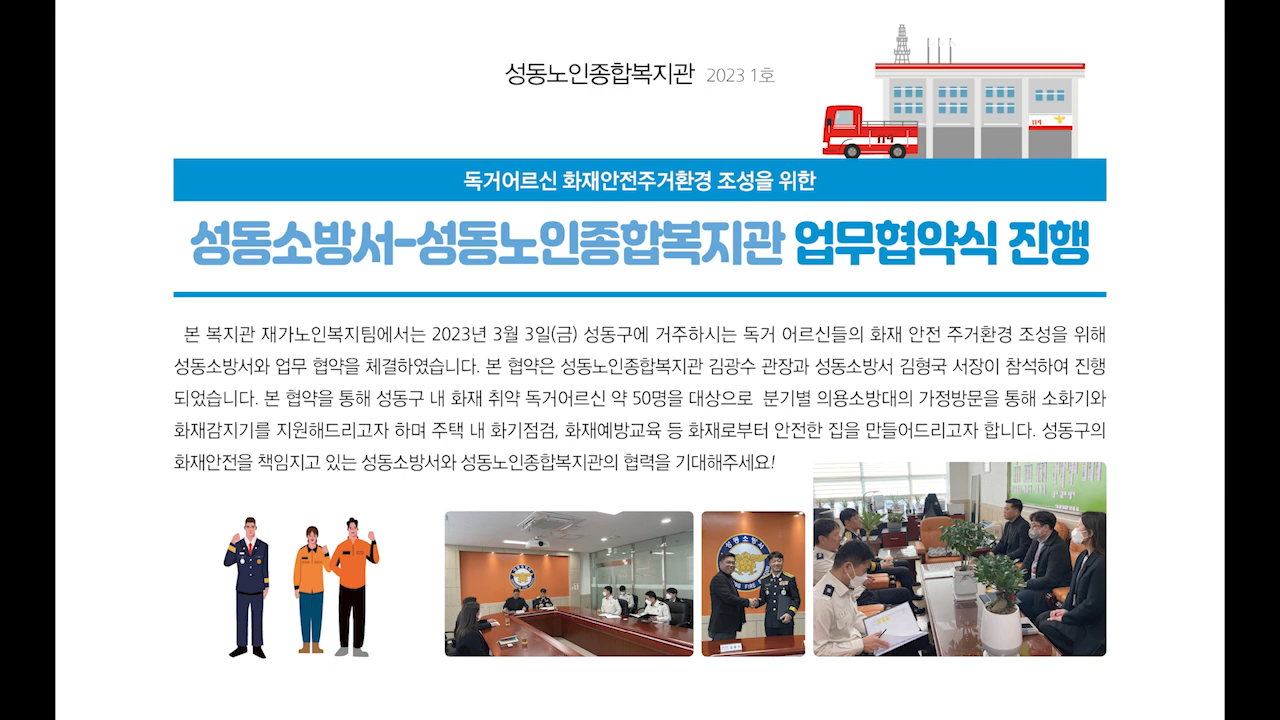 성동노인종합복지관 2023 1호
119
119
독거어르신 화재안전주거환경 조성을 위한
성동소방서-성동노인종합복지관 업무협약식 진행
본 복지관 재가노인복지팀에서는 2023년 3월 3일(금) 성동구에 거주하시는 독거 어르신들의 화재 안전 주거환경 조성을 위해
성동소방서와 업무 협약을 체결하였습니다. 본 협약은 성동노인종합복지관 김광수 관장과 성동소방서 김형국 서장이 참석하여 진행
되었습니다. 본 협약을 통해 성동구 내 화재 취약 독거어르신 약 50명을 대상으로 분기별 의용소방대의 가정방문을 통해 소화기와
화재감지기를 지원해드리고자 하며 주택 내 화기점검, 화재예방교육 등 화재로부터 안전한 집을 만들어드리고자 합니다. 성동구의
화재안전을 책임지고 있는 성동소방서와 성동노인종합복지관의 협력을 기대해주세요!
성동소방서